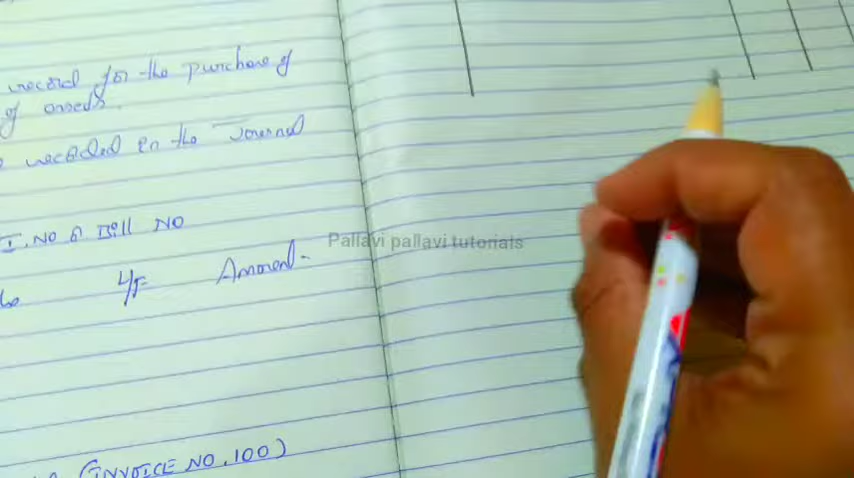 record for the purchase of
of assets.
recorded in the Journal
I. NO & Bill NO
Pallavi pallavi tutorials
L/F Amount-
(INVOICE NO. 100)